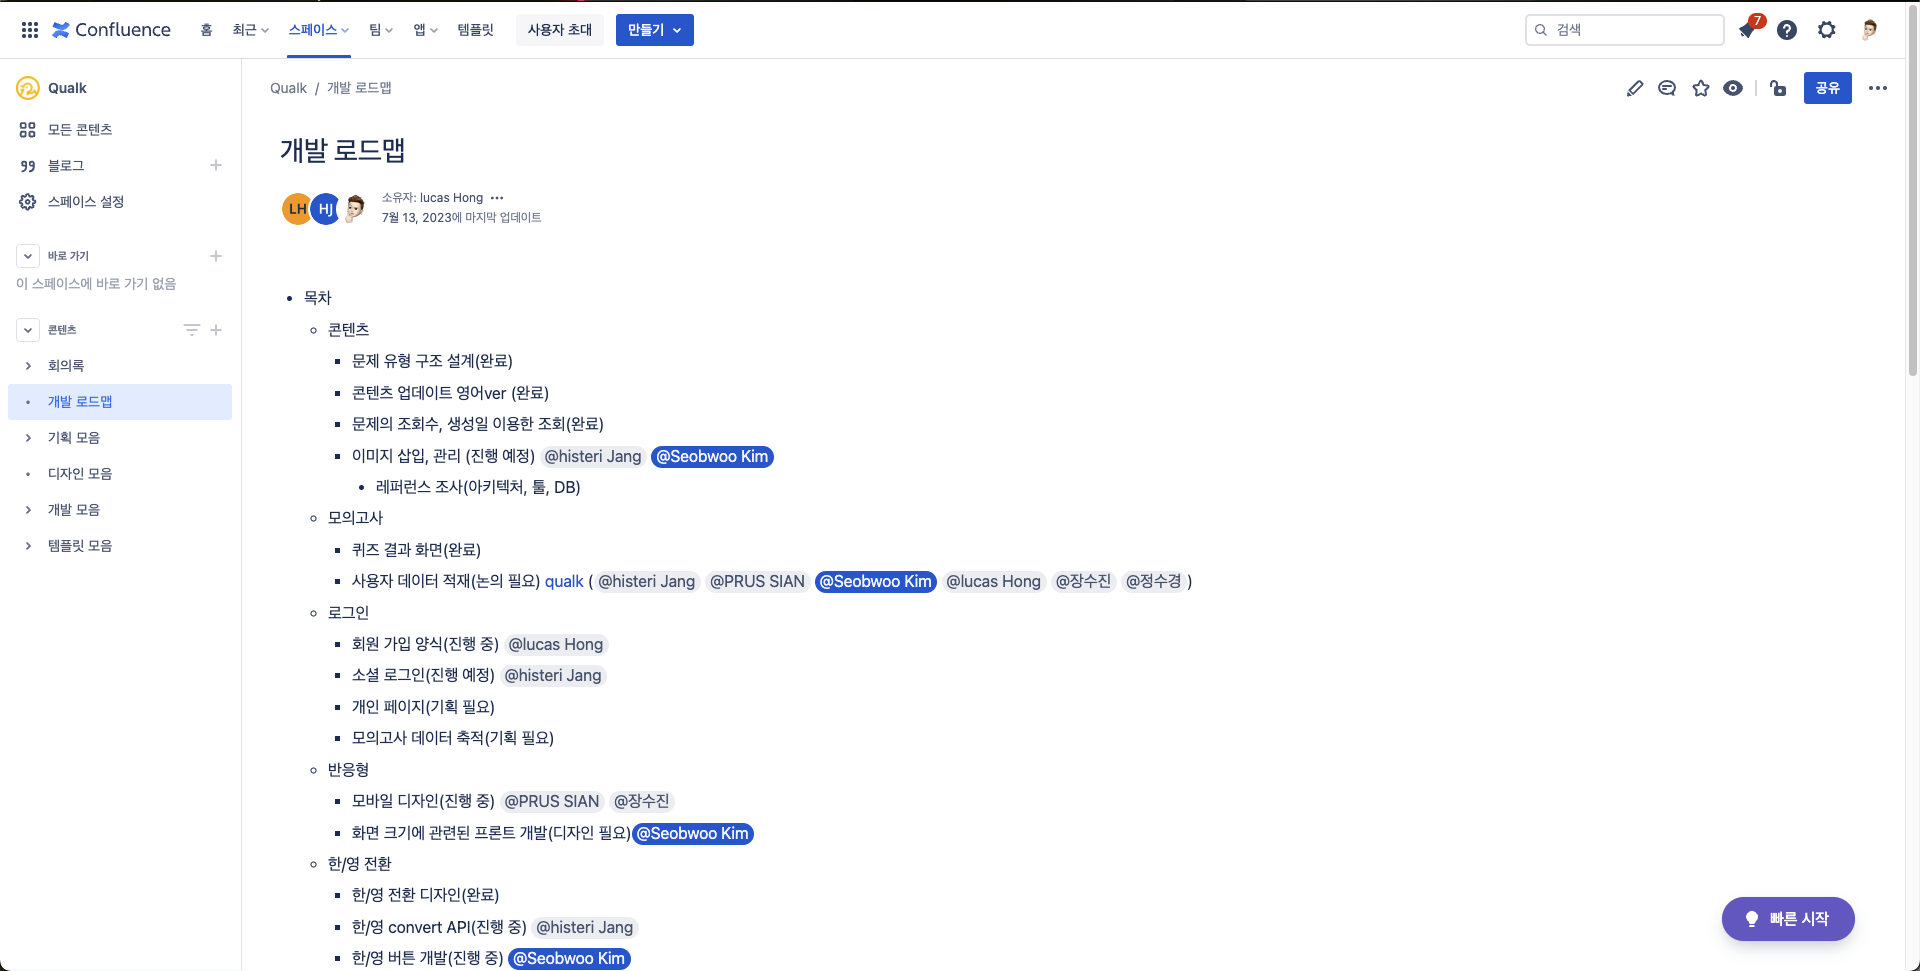 Confluence 홈 최근 스페이스 팀 앱 템플릿 사용자 초대 만들기 검색 7
Qualk
모든 콘텐츠
블로그
스페이스 설정
바로 가기
이 스페이스에 바로 가기 없음
콘텐츠
회의록
개발 로드맵
기획 모음
디자인 모음
개발 모음
템플릿 모음
Qualk / 개발 로드맵
공유
개발 로드맵
LH HJ
소유자: lucas Hong
7월 13, 2023에 마지막 업데이트
목차
콘텐츠
문제 유형 구조 설계(완료)
콘텐츠 업데이트 영어ver (완료)
문제의 조회수, 생성일 이용한 조회(완료)
이미지 삽입, 관리 (진행 예정) @histeri Jang @Seobwoo Kim
레퍼런스 조사(아키텍처, 툴, DB)
모의고사
퀴즈 결과 화면(완료)
사용자 데이터 적재(논의 필요) qualk ( @histeri Jang @PRUS SIAN @Seobwoo Kim @lucas Hong @장수진 @정수경 )
로그인
회원 가입 양식(진행 중) @lucas Hong
소셜 로그인(진행 예정) @histeri Jang
개인 페이지(기획 필요)
모의고사 데이터 축적(기획 필요)
반응형
모바일 디자인(진행 중) @PRUS SIAN @장수진
화면 크기에 관련된 프론트 개발(디자인 필요)@Seobwoo Kim
한/영 전환
한/영 전환 디자인(완료)
한/영 convert API(진행 중) @histeri Jang
한/영 버튼 개발(진행 중) @Seobwoo Kim
빠른 시작